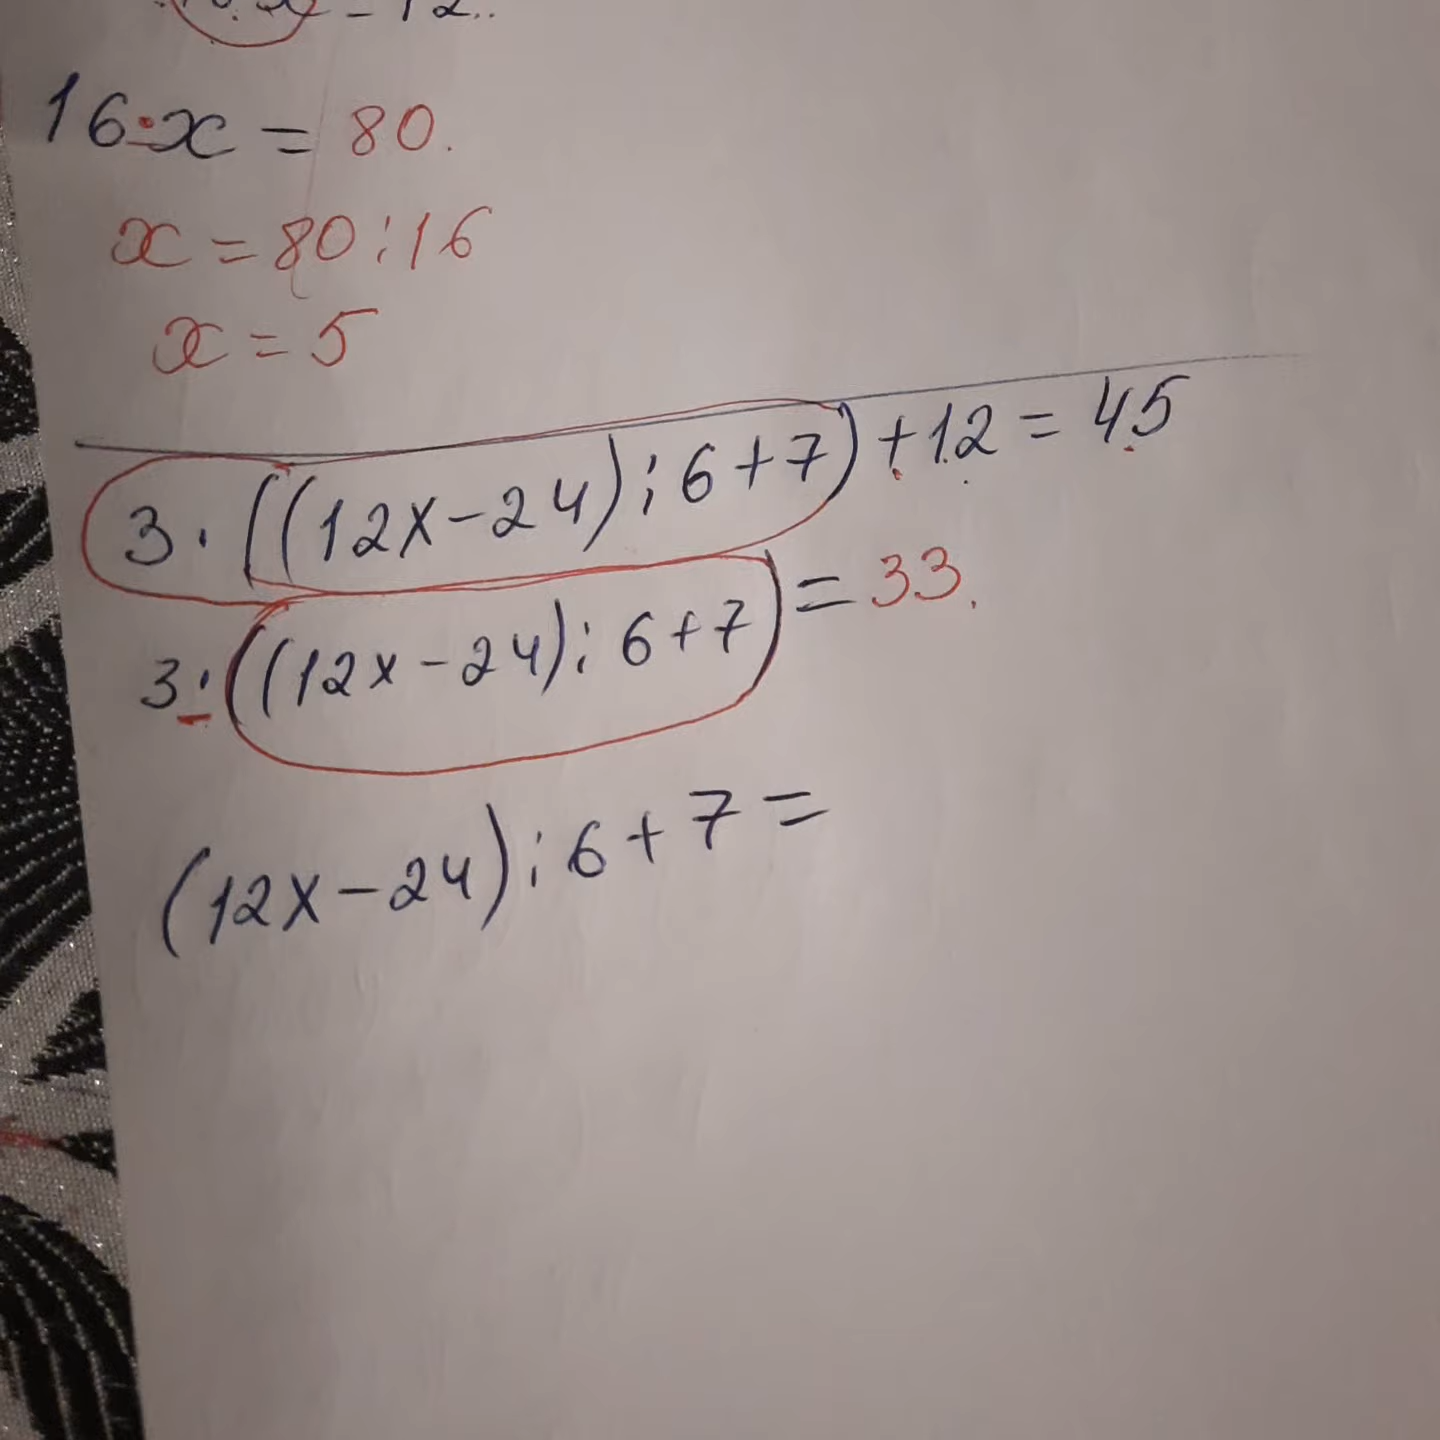 - 12
16·x = 80.
x = 80:16
x = 5
3·((12x-24):6+7)+12=45
3·((12x-24):6+7)=33.
(12x-24):6+7=